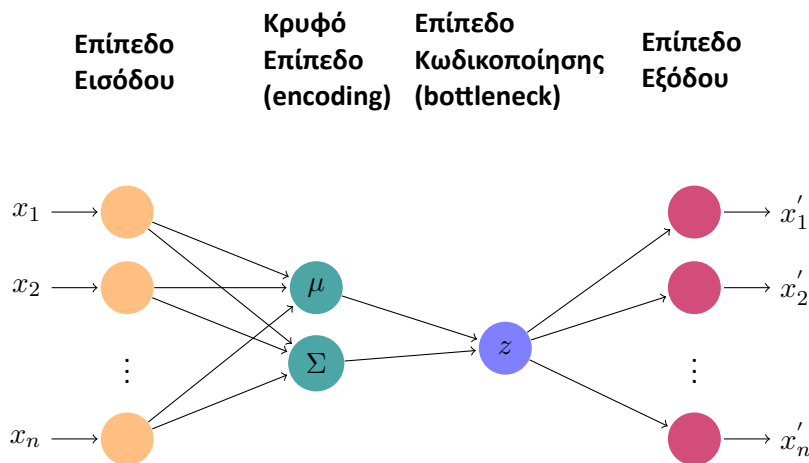 Επίπεδο
Εισόδου
Κρυφό
Επίπεδο
(encoding)
Επίπεδο
Κωδικοποίησης
(bottleneck)
Επίπεδο
Εξόδου
x₁
x₂
⋮
xₙ
μ
Σ
z
x′₁
x′₂
⋮
x′ₙ